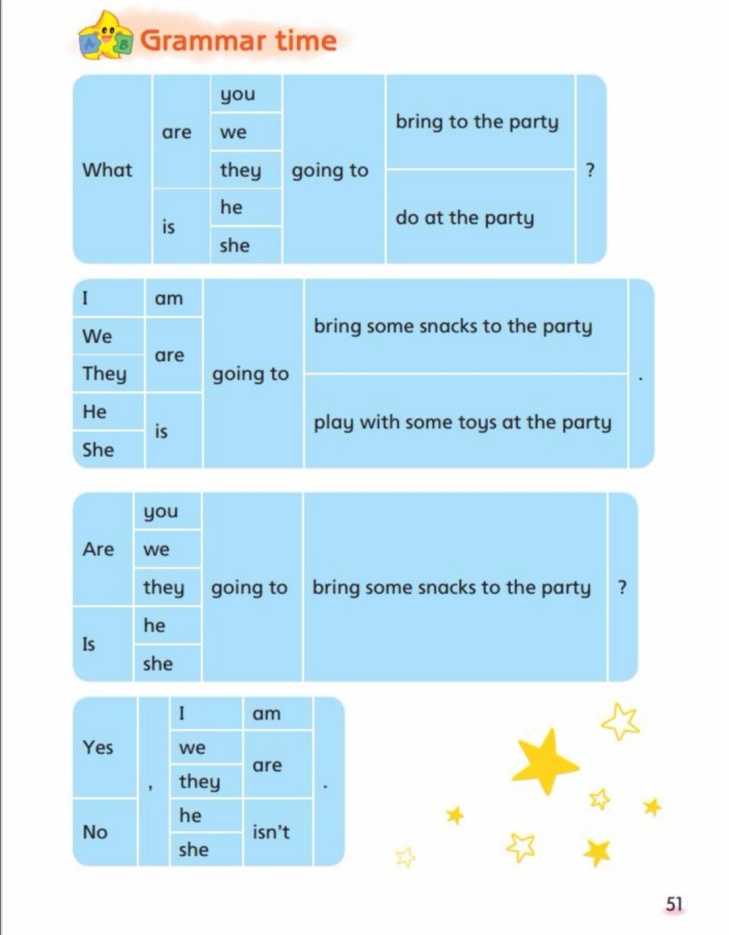 A B
Grammar time
you
bring to the party
are we
What they going to ?
he
is do at the party
she
I am
We bring some snacks to the party
are
They going to .
He
is play with some toys at the party
She
you
Are we
they going to bring some snacks to the party ?
he
Is
she
I am
Yes we
are
, they .
he
No isn't
she
51